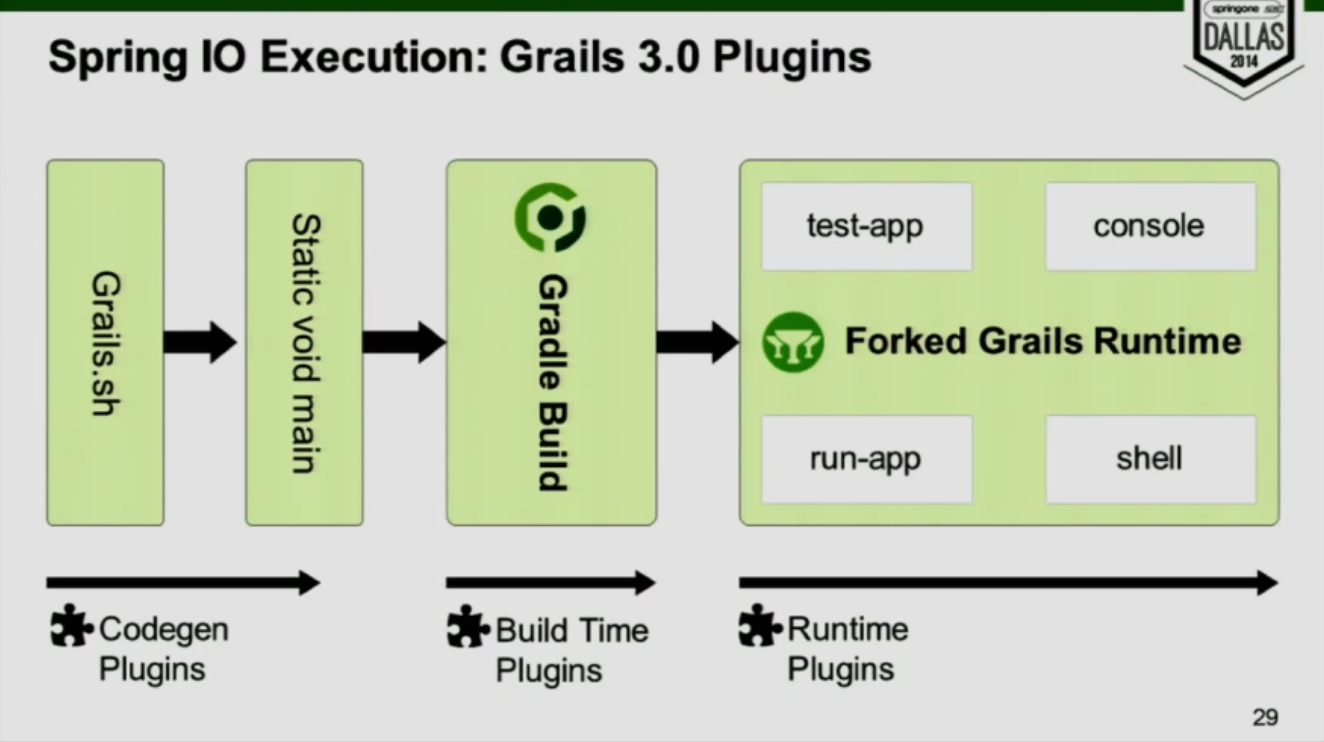 springone 2GX
DALLAS
2014
Spring IO Execution: Grails 3.0 Plugins
Grails.sh
Static void main
Gradle Build
test-app
console
Forked Grails Runtime
run-app
shell
Codegen
Plugins
Build Time
Plugins
Runtime
Plugins
29